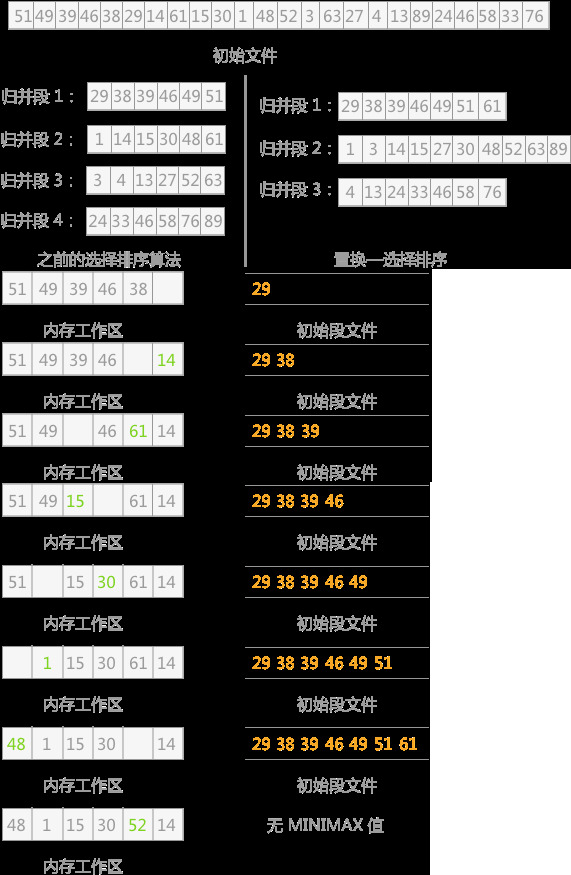 51 49 39 46 38 29 14 61 15 30 1 48 52 3 63 27 4 13 89 24 46 58 33 76
初始文件
归并段 1： 29 38 39 46 49 51
归并段 2： 1 14 15 30 48 61
归并段 3： 3 4 13 27 52 63
归并段 4： 24 33 46 58 76 89
之前的选择排序算法
归并段 1： 29 38 39 46 49 51 61
归并段 2： 1 3 14 15 27 30 48 52 63 89
归并段 3： 4 13 24 33 46 58 76
置换—选择排序
51 49 39 46 38 29
内存工作区 初始段文件
51 49 39 46 14 29 38
内存工作区 初始段文件
51 49 46 61 14 29 38 39
内存工作区 初始段文件
51 49 15 61 14 29 38 39 46
内存工作区 初始段文件
51 15 30 61 14 29 38 39 46 49
内存工作区 初始段文件
1 15 30 61 14 29 38 39 46 49 51
内存工作区 初始段文件
48 1 15 30 14 29 38 39 46 49 51 61
内存工作区 初始段文件
48 1 15 30 52 14 无 MINIMAX 值
内存工作区